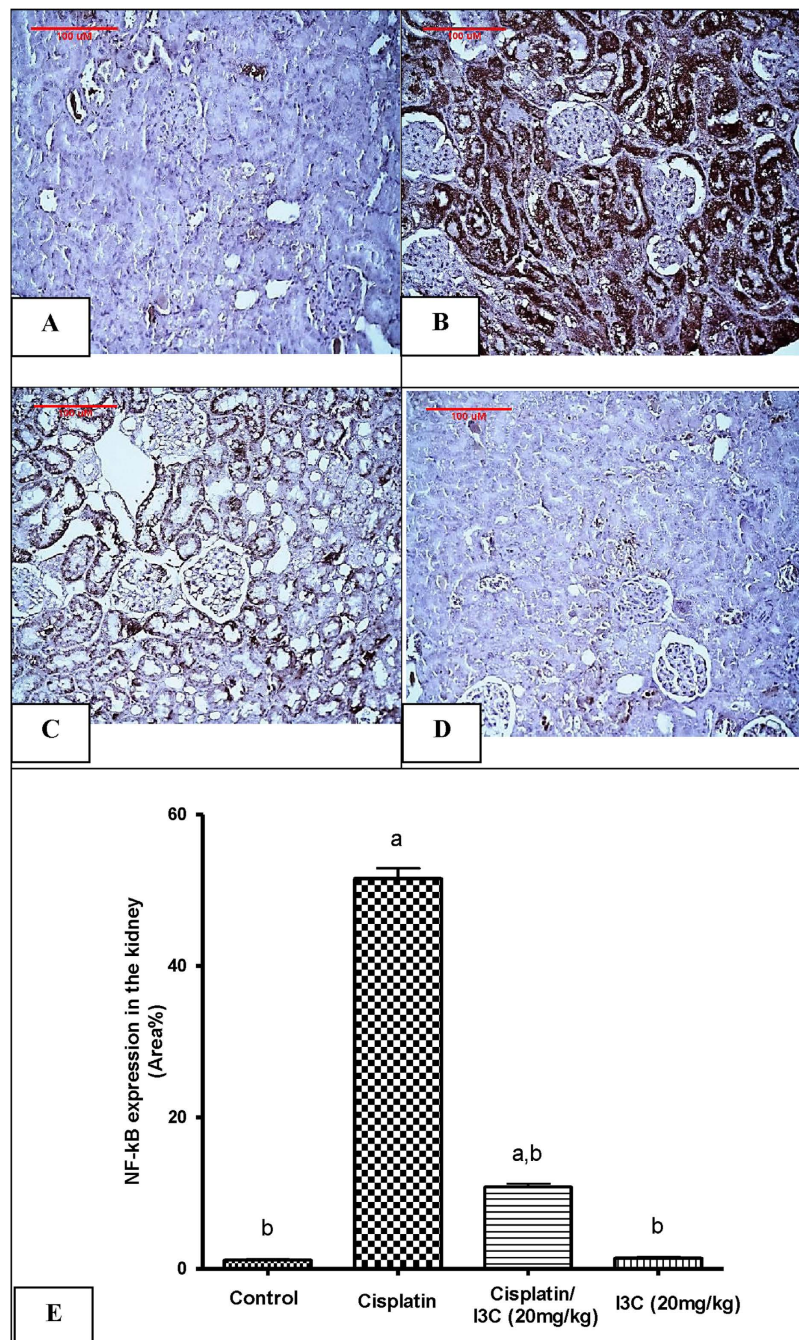 100 uM
100 uM
A
B
100 uM
100 uM
C
D
60
40
20
0
NF-kB expression in the kidney
(Area%)
a
a,b
b
b
Control
Cisplatin
Cisplatin/
I3C (20mg/kg)
I3C (20mg/kg)
E